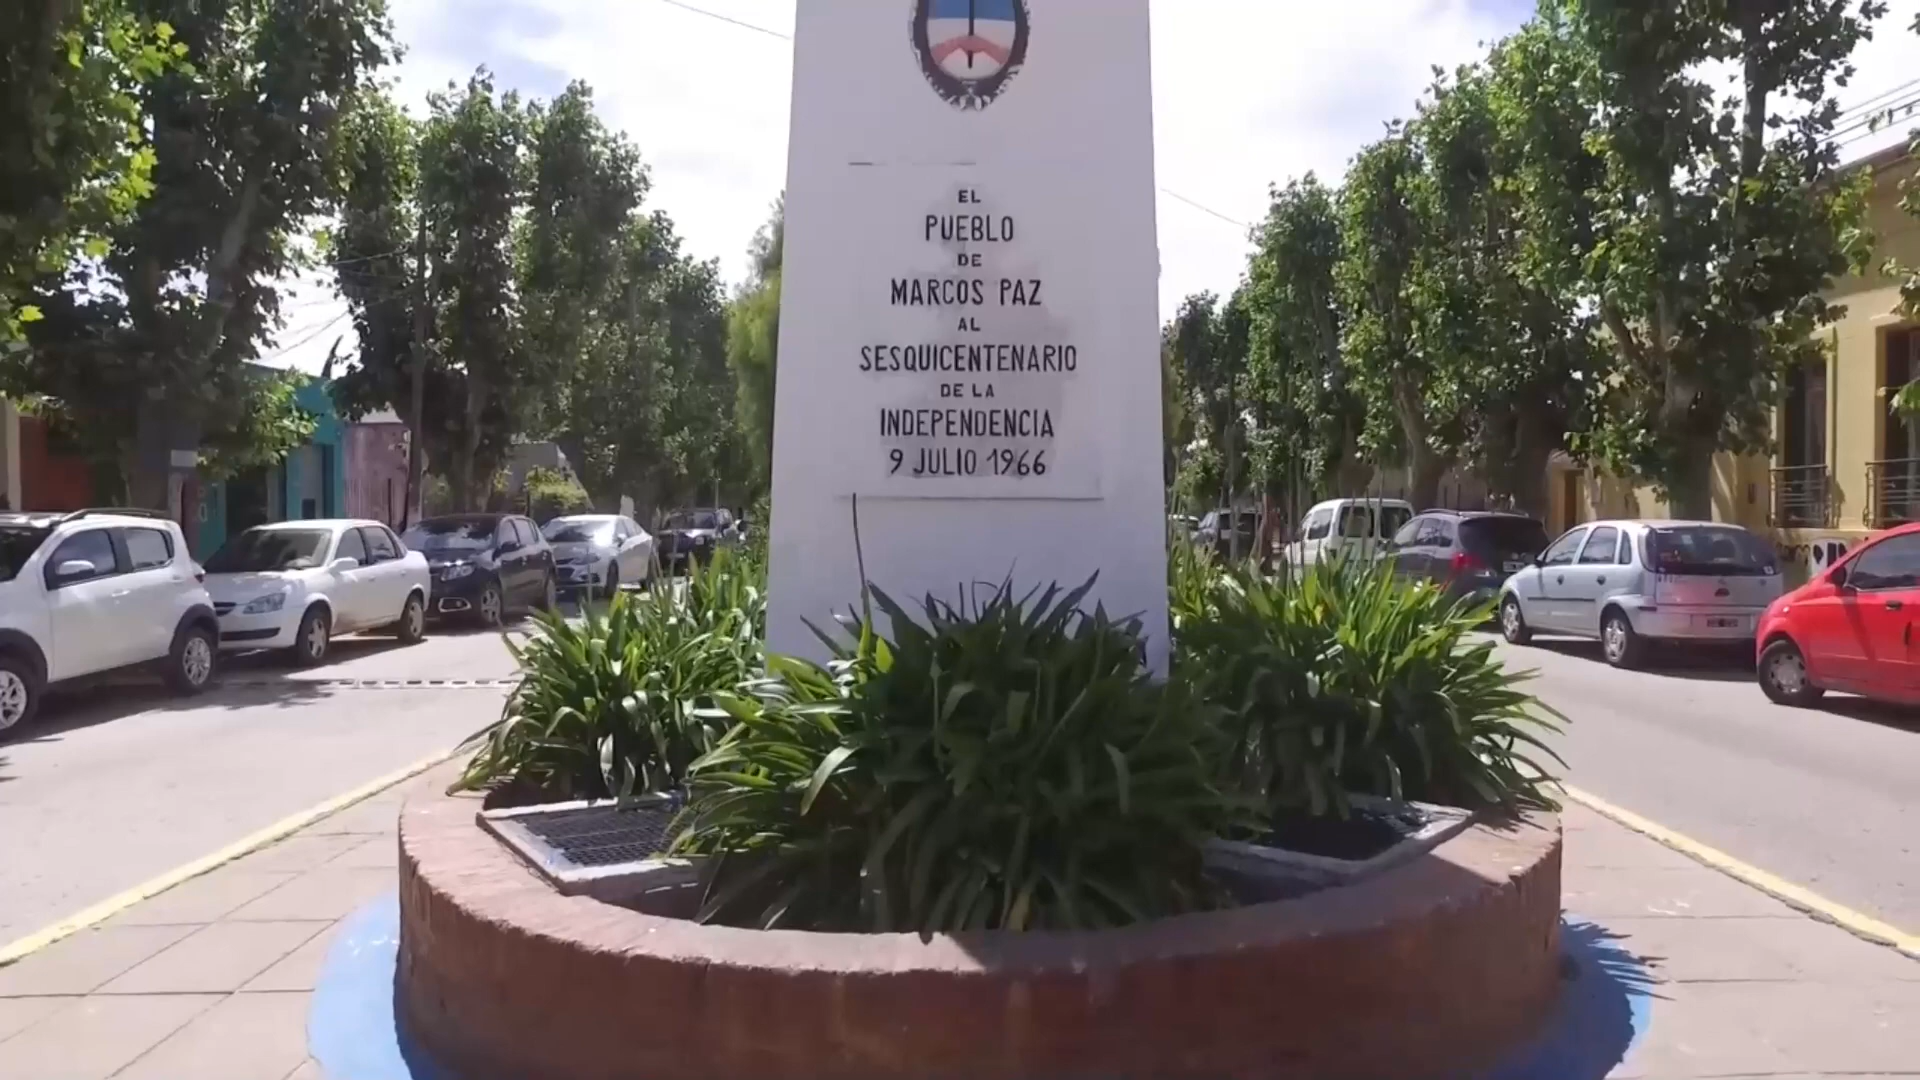 EL
PUEBLO
DE
MARCOS PAZ
AL
SESQUICENTENARIO
DE LA
INDEPENDENCIA
9 JULIO 1966